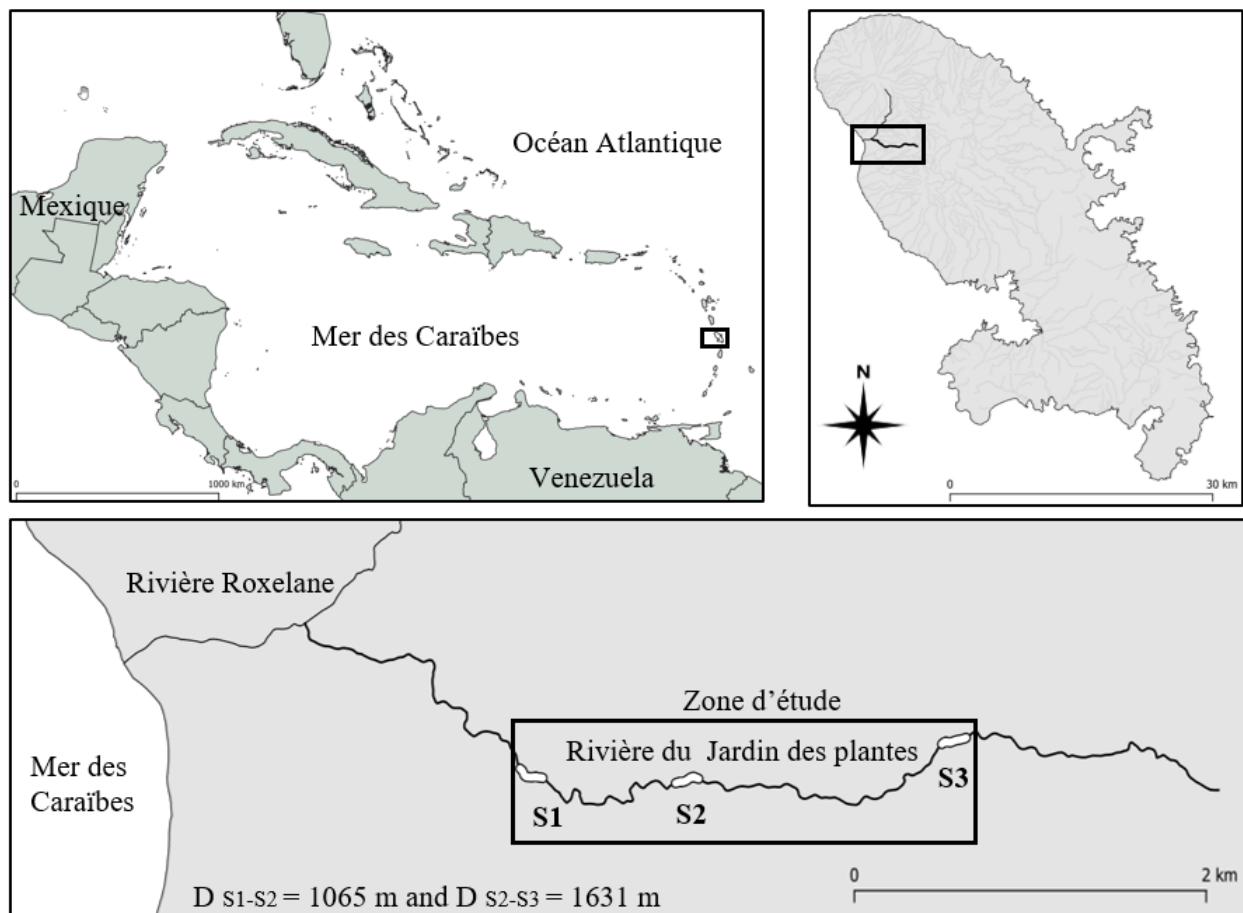 Océan Atlantique
Mexique
Mer des Caraïbes
Venezuela
0 1000 km
N
0 30 km
Rivière Roxelane
Zone d'étude
Rivière du Jardin des plantes
Mer des
Caraïbes
S1
S2
S3
0 2 km
D S1-S2 = 1065 m and D S2-S3 = 1631 m